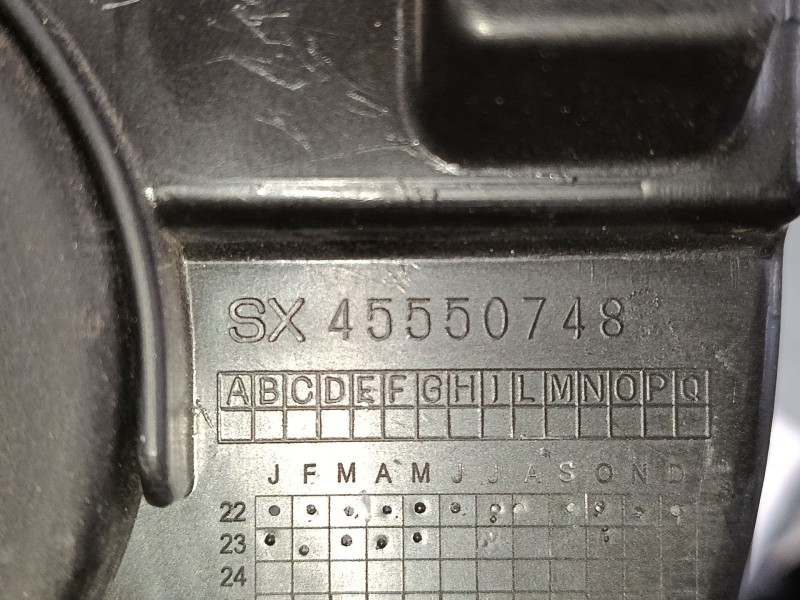 SX 45550748
A B C D E F G H I L M N O P Q
J F M A M J J A S O N D
22
23
24